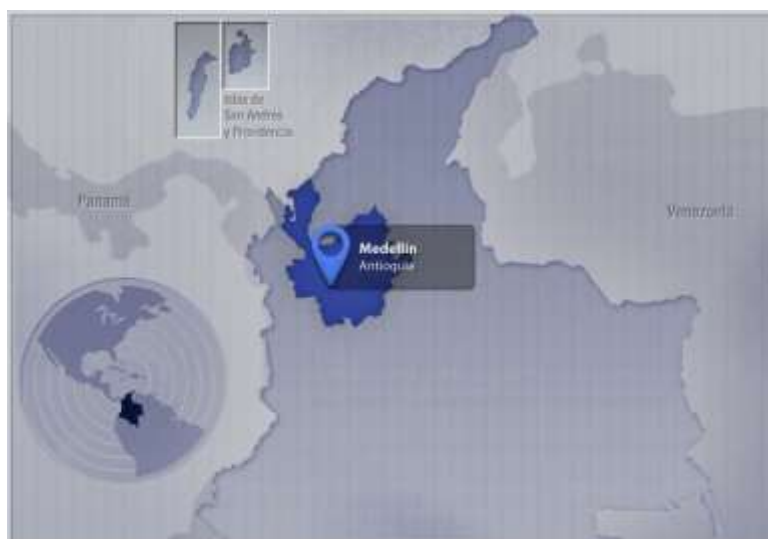 Islas de
San Andrés
y Providencia
Panamá
Venezuela
Medellín
Antioquia